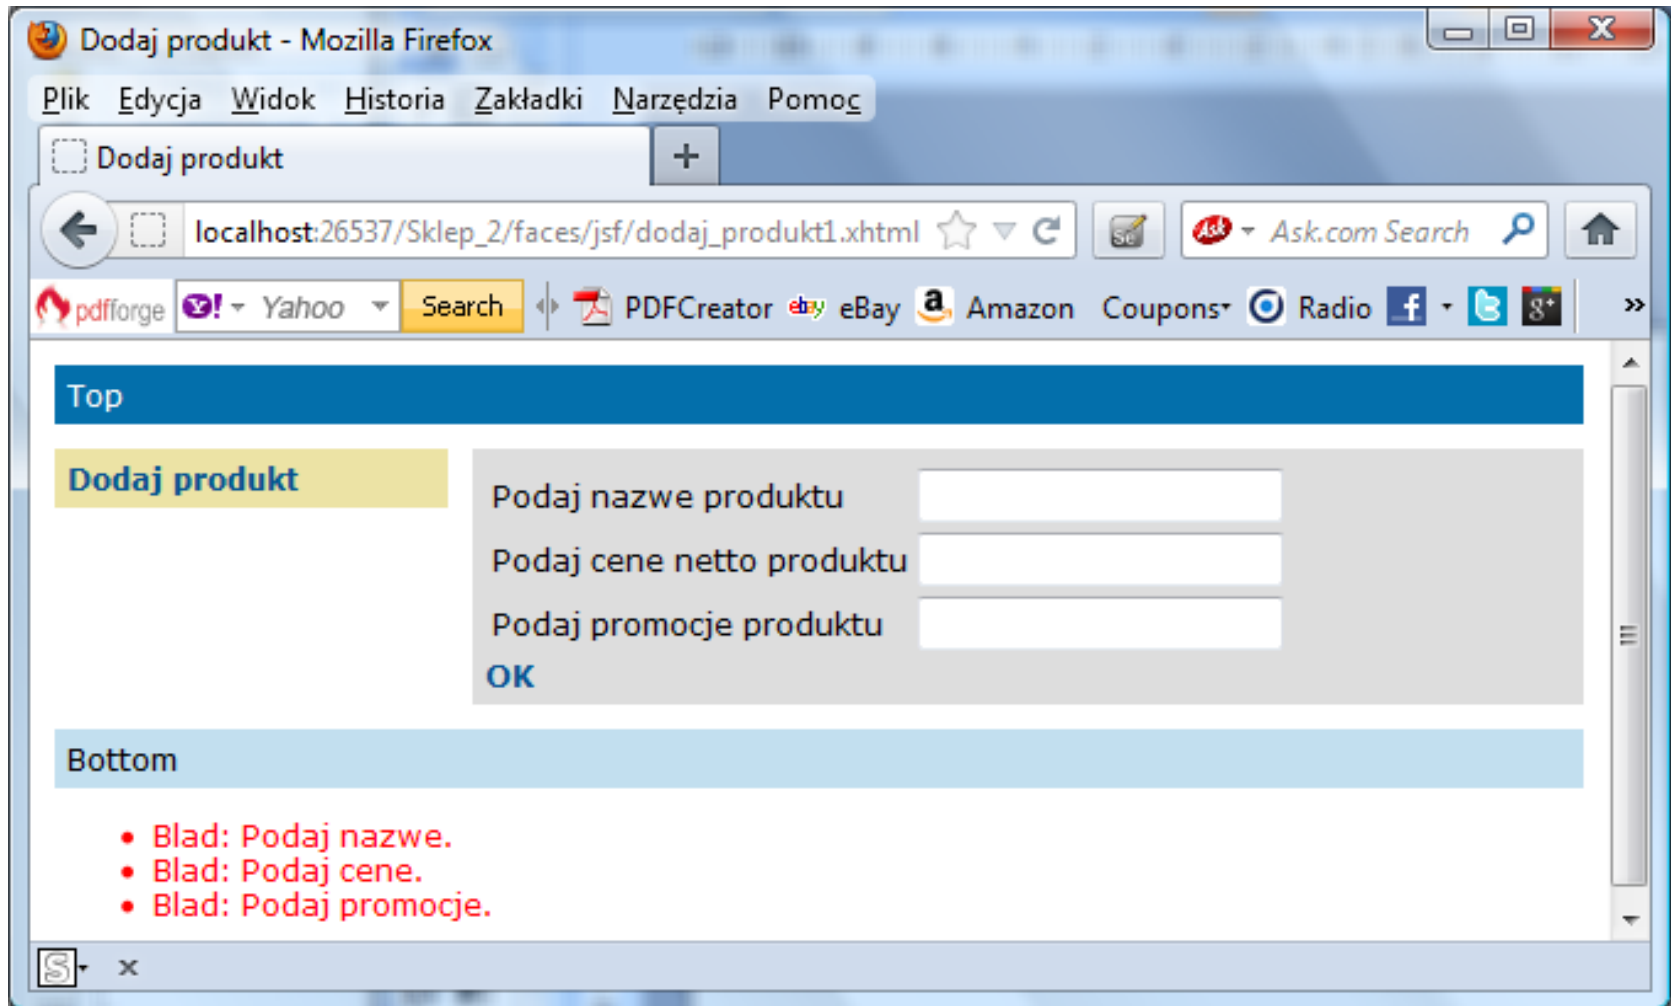 Dodaj produkt - Mozilla Firefox
Plik Edycja Widok Historia Zakładki Narzędzia Pomoc
Dodaj produkt +
localhost:26537/Sklep_2/faces/jsf/dodaj_produkt1.xhtml Ask Ask.com Search
pdfforge Y! Yahoo Search PDFCreator ebay eBay a Amazon Coupons Radio f t g+ »
Top
Dodaj produkt
Podaj nazwe produktu
Podaj cene netto produktu
Podaj promocje produktu
OK
Bottom
• Blad: Podaj nazwe.
• Blad: Podaj cene.
• Blad: Podaj promocje.
S x